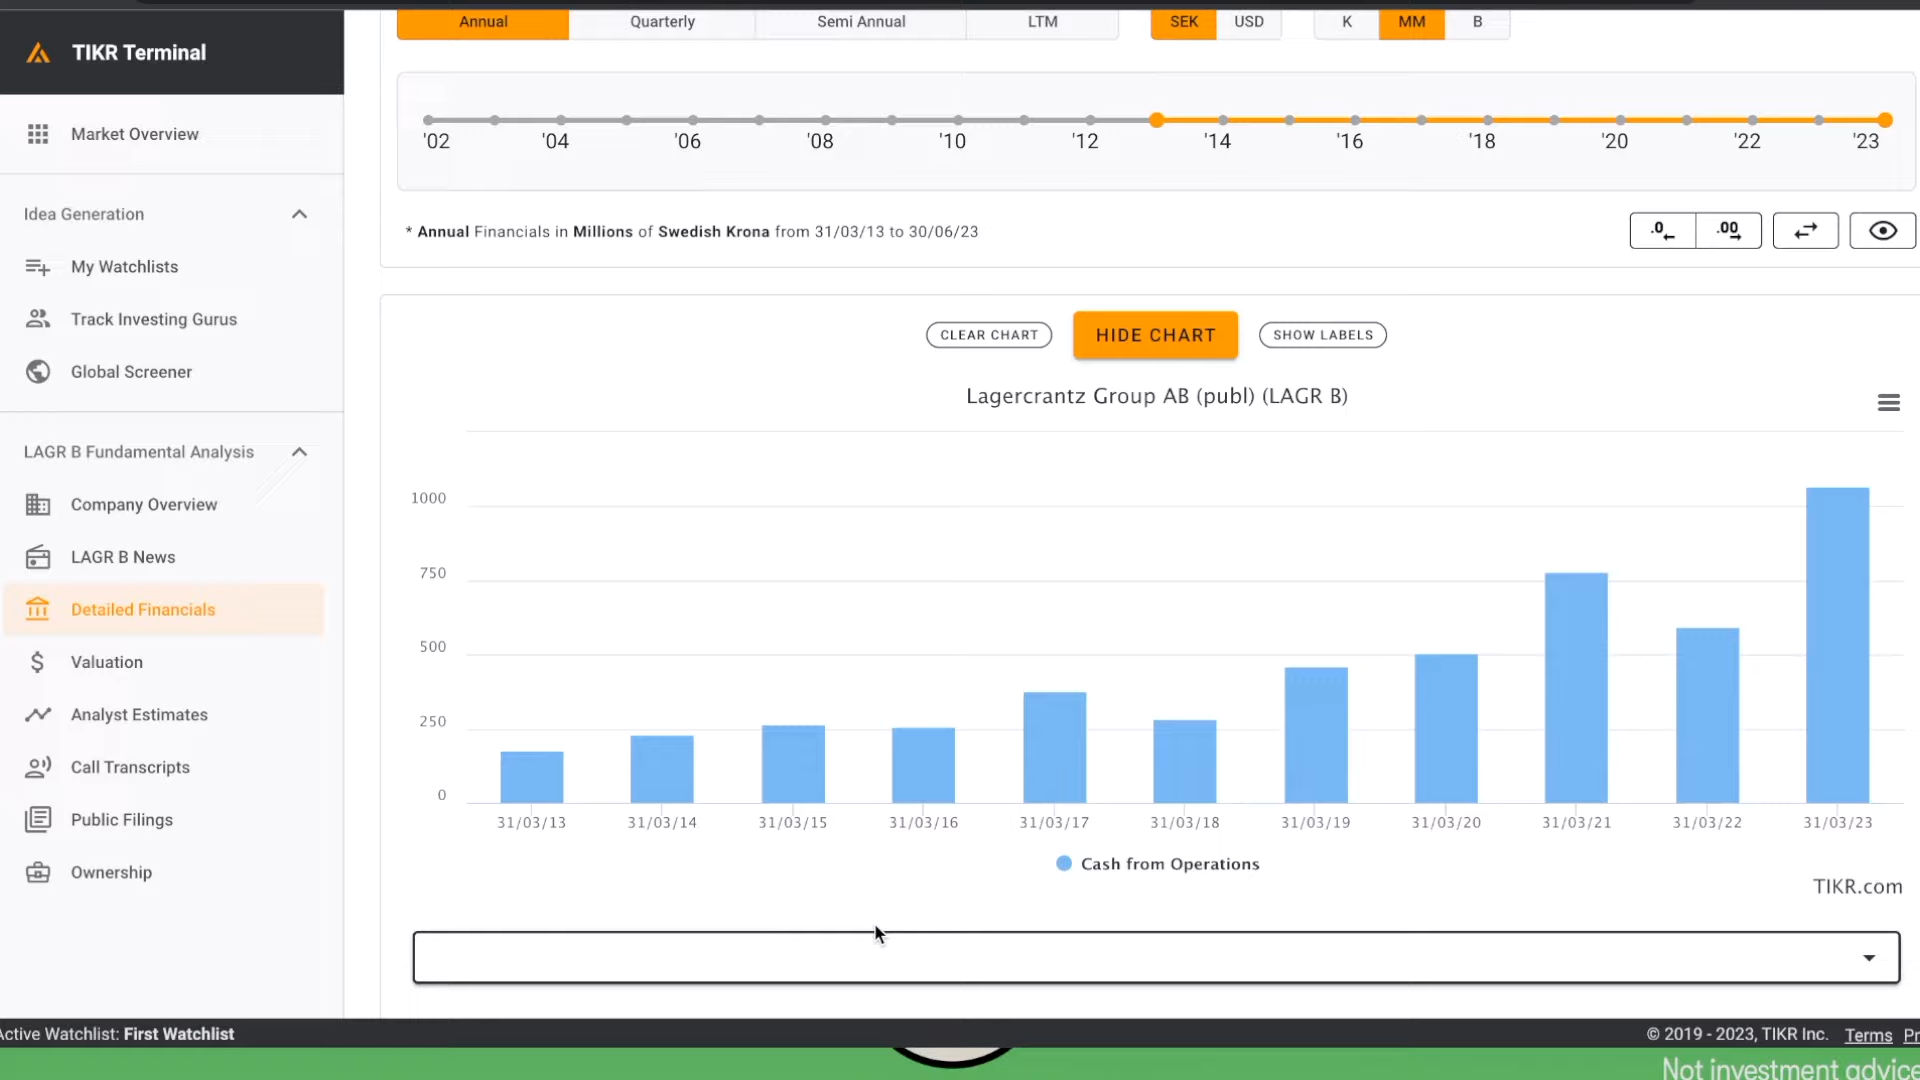 Annual Quarterly Semi Annual LTM SEK USD K MM B
TIKR Terminal
'02 '04 '06 '08 '10 '12 '14 '16 '18 '20 '22 '23
* Annual Financials in Millions of Swedish Krona from 31/03/13 to 30/06/23
.0 .00
Market Overview
Idea Generation
My Watchlists
Track Investing Gurus
Global Screener
LAGR B Fundamental Analysis
Company Overview
LAGR B News
Detailed Financials
Valuation
Analyst Estimates
Call Transcripts
Public Filings
Ownership
CLEAR CHART HIDE CHART SHOW LABELS
Lagercrantz Group AB (publ) (LAGR B)
1000
750
500
250
0
31/03/13 31/03/14 31/03/15 31/03/16 31/03/17 31/03/18 31/03/19 31/03/20 31/03/21 31/03/22 31/03/23
Cash from Operations
TIKR.com
Active Watchlist: First Watchlist
© 2019 - 2023, TIKR Inc. Terms Pr
Not investment advice